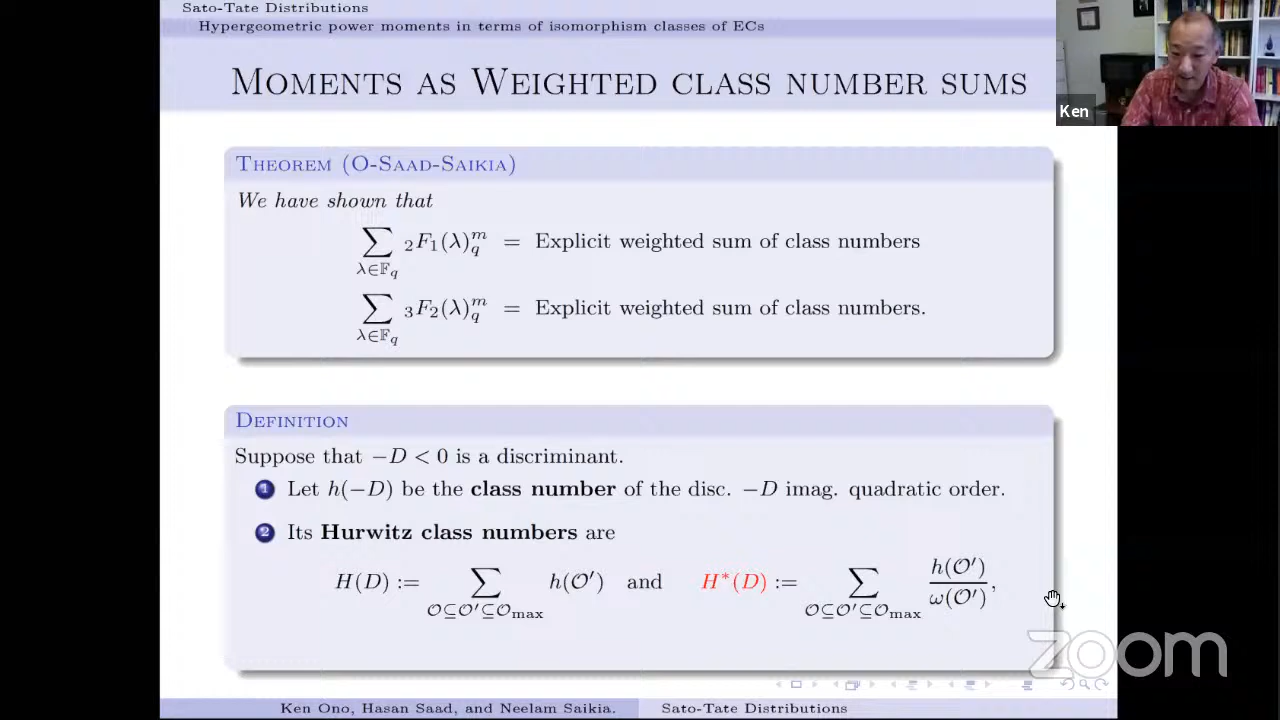 Sato-Tate Distributions
Hypergeometric power moments in terms of isomorphism classes of ECs
Moments as Weighted class number sums
Ken
Theorem (O-Saad-Saikia)
We have shown that
∑_{λ∈𝔽_q} ₂F₁(λ)_q^m = Explicit weighted sum of class numbers
∑_{λ∈𝔽_q} ₃F₂(λ)_q^m = Explicit weighted sum of class numbers.
Definition
Suppose that −D < 0 is a discriminant.
1 Let h(−D) be the class number of the disc. −D imag. quadratic order.
2 Its Hurwitz class numbers are
H(D) := ∑_{𝒪⊆𝒪′⊆𝒪_max} h(𝒪′) and H*(D) := ∑_{𝒪⊆𝒪′⊆𝒪_max} h(𝒪′)/ω(𝒪′),
zoom
Ken Ono, Hasan Saad, and Neelam Saikia. Sato-Tate Distributions